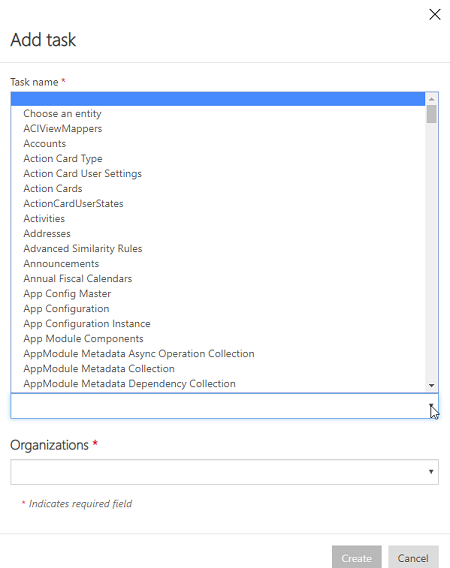 Add task
Task name *
Choose an entity
ACIViewMappers
Accounts
Action Card Type
Action Card User Settings
Action Cards
ActionCardUserStates
Activities
Addresses
Advanced Similarity Rules
Announcements
Annual Fiscal Calendars
App Config Master
App Configuration
App Configuration Instance
App Module Components
AppModule Metadata Async Operation Collection
AppModule Metadata Collection
AppModule Metadata Dependency Collection
Organizations *
* Indicates required field
Create Cancel